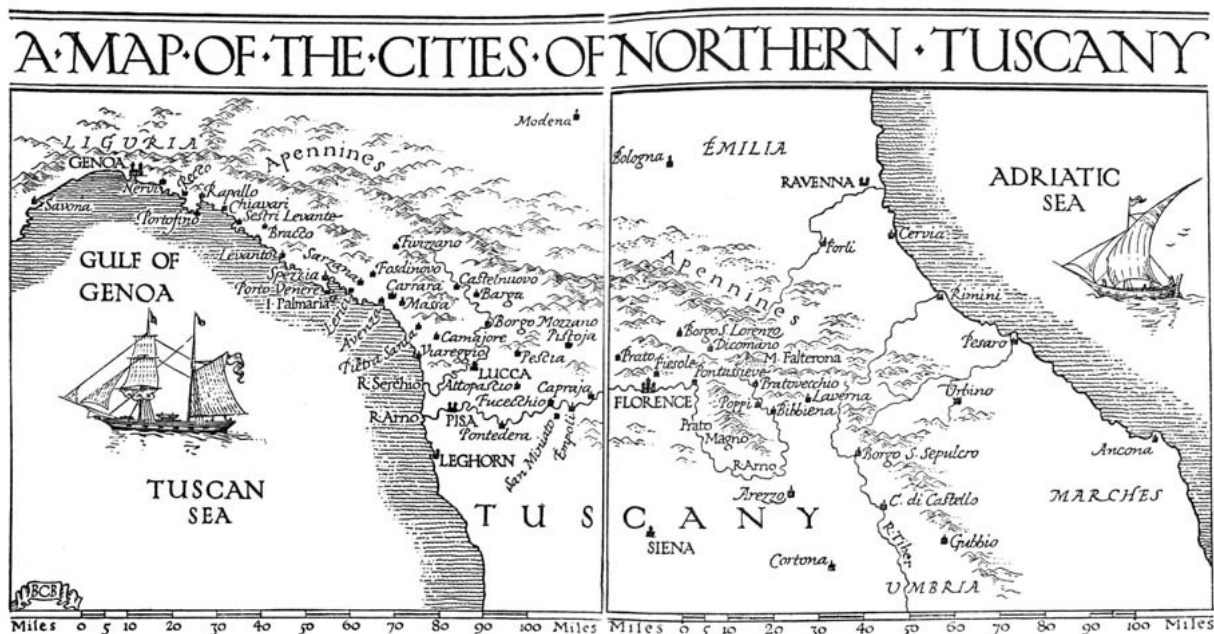 A·MAP·OF·THE·CITIES·OF·NORTHERN·TUSCANY
LIGURIA
Apennines
Modena
GENOA
Nervi
Recco
Rapallo
Chiavari
Savona
Portofino
Sestri Levante
Bracco
GULF OF
GENOA
Levanto
Sarzana
Fivizzano
Spezzia
Fosdinovo
Castelnuovo
Porto-Venere
Carrara
Barga
I. Palmaria
Massa
Lerici
Avenza
Borgo Mozzano
Pistoja
Pietra Santa
Camajore
Viareggio
Pescia
LUCCA
R. Serchio
Altopascio
Capraja
Fucecchio
R. Arno
PISA
Pontedera
San Miniato
Empoli
LEGHORN
TUSCAN
SEA
BCB
Bologna
ÉMILIA
RAVENNA
ADRIATIC
SEA
Forli
Cervia
Apennines
Rimini
Borgo S. Lorenzo
Dicomano
Pesaro
Prato
Fiesole
M. Falterona
Pontassieve
Pratovecchio
FLORENCE
Poppi
Laverna
Urbino
Bibbiena
Prato
Magno
Ancona
R. Arno
Borgo S. Sepulcro
Arezzo
C. di Castello
MARCHES
TUSCANY
SIENA
R. Tiber
Gubbio
Cortona
UMBRIA
Miles 0 5 10 20 30 40 50 60 70 80 90 100 Miles
Miles 0 5 10 20 30 40 50 60 70 80 90 100 Miles